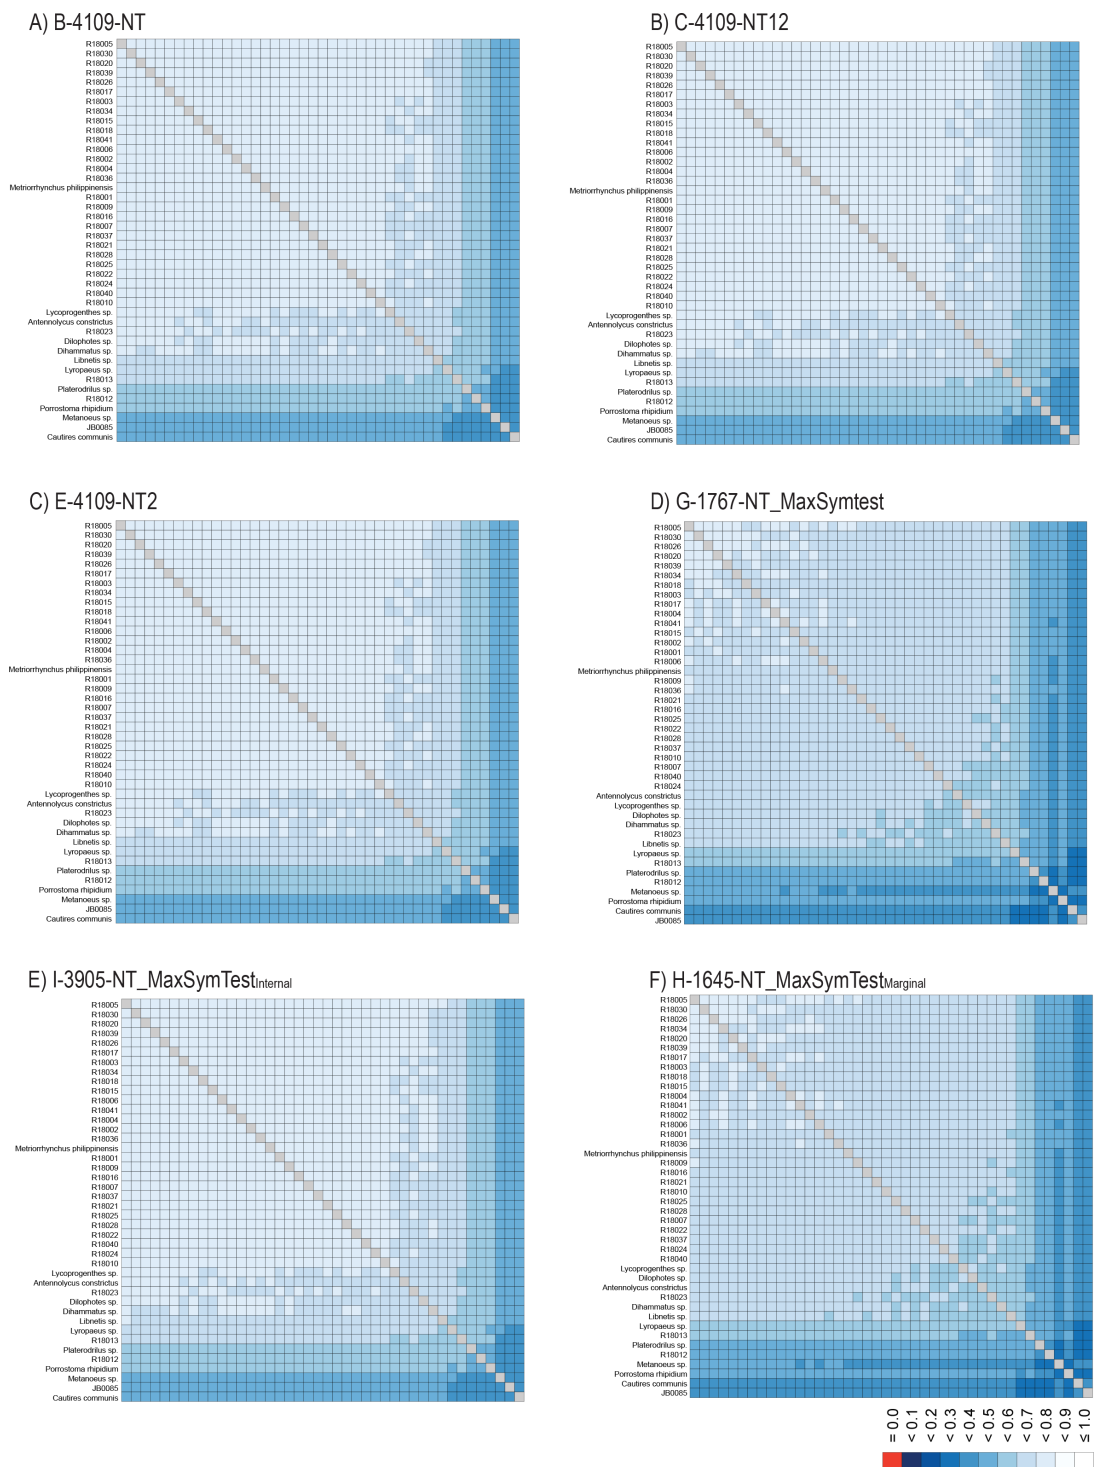 A) B-4109-NT
R18005
R18030
R18020
R18039
R18026
R18017
R18003
R18034
R18015
R18018
R18041
R18006
R18002
R18004
R18036
Metriorrhynchus philippinensis
R18001
R18009
R18016
R18007
R18037
R18021
R18028
R18025
R18022
R18024
R18040
R18010
Lycoprogenthes sp.
Antennolycus constrictus
R18023
Dilophotes sp.
Dihammatus sp.
Libnetis sp.
Lyropaeus sp.
R18013
Platerodrilus sp.
R18012
Porrostoma rhipidium
Metanoeus sp.
JB0085
Cautires communis
B) C-4109-NT12
R18005
R18030
R18020
R18039
R18026
R18017
R18003
R18034
R18015
R18018
R18041
R18006
R18002
R18004
R18036
Metriorrhynchus philippinensis
R18001
R18009
R18016
R18007
R18037
R18021
R18028
R18025
R18022
R18024
R18040
R18010
Lycoprogenthes sp.
Antennolycus constrictus
R18023
Dilophotes sp.
Dihammatus sp.
Libnetis sp.
Lyropaeus sp.
R18013
Platerodrilus sp.
R18012
Porrostoma rhipidium
Metanoeus sp.
JB0085
Cautires communis
C) E-4109-NT2
R18005
R18030
R18020
R18039
R18026
R18017
R18003
R18034
R18015
R18018
R18041
R18006
R18002
R18004
R18036
Metriorrhynchus philippinensis
R18001
R18009
R18016
R18007
R18037
R18021
R18028
R18025
R18022
R18024
R18040
R18010
Lycoprogenthes sp.
Antennolycus constrictus
R18023
Dilophotes sp.
Dihammatus sp.
Libnetis sp.
Lyropaeus sp.
R18013
Platerodrilus sp.
R18012
Porrostoma rhipidium
Metanoeus sp.
JB0085
Cautires communis
D) G-1767-NT_MaxSymtest
R18005
R18030
R18026
R18020
R18039
R18034
R18018
R18003
R18017
R18004
R18041
R18015
R18002
R18001
R18006
Metriorrhynchus philippinensis
R18009
R18036
R18021
R18016
R18025
R18022
R18028
R18037
R18010
R18007
R18040
R18024
Antennolycus constrictus
Lycoprogenthes sp.
Dilophotes sp.
Dihammatus sp.
R18023
Libnetis sp.
Lyropaeus sp.
R18013
Platerodrilus sp.
R18012
Metanoeus sp.
Porrostoma rhipidium
Cautires communis
JB0085
E) I-3905-NT_MaxSymTestInternal
R18005
R18030
R18020
R18039
R18026
R18017
R18003
R18034
R18018
R18015
R18006
R18041
R18004
R18002
R18036
Metriorrhynchus philippinensis
R18001
R18009
R18016
R18007
R18037
R18021
R18025
R18028
R18022
R18040
R18024
R18010
Lycoprogenthes sp.
Antennolycus constrictus
R18023
Dilophotes sp.
Dihammatus sp.
Libnetis sp.
Lyropaeus sp.
R18013
Platerodrilus sp.
R18012
Porrostoma rhipidium
Metanoeus sp.
JB0085
Cautires communis
F) H-1645-NT_MaxSymTestMarginal
R18005
R18030
R18026
R18034
R18020
R18039
R18017
R18003
R18018
R18015
R18004
R18041
R18002
R18006
R18001
R18036
Metriorrhynchus philippinensis
R18009
R18016
R18021
R18010
R18025
R18028
R18007
R18022
R18037
R18024
R18040
Lycoprogenthes sp.
Dilophotes sp.
Antennolycus constrictus
R18023
Dihammatus sp.
Libnetis sp.
Lyropaeus sp.
R18013
Platerodrilus sp.
R18012
Metanoeus sp.
Porrostoma rhipidium
Cautires communis
JB0085
= 0.0
< 0.1
< 0.2
< 0.3
< 0.4
< 0.5
< 0.6
< 0.7
< 0.8
< 0.9
≤ 1.0